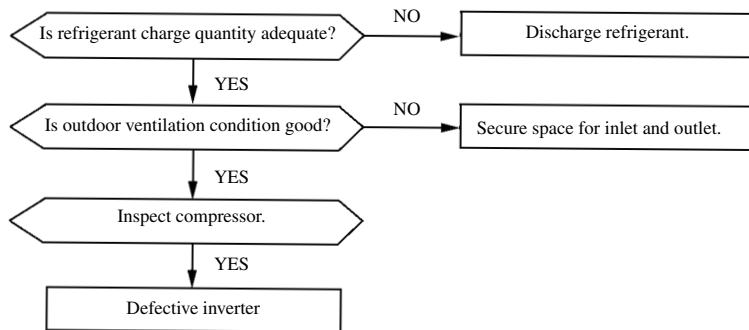 Is refrigerant charge quantity adequate?
NO
Discharge refrigerant.
YES
Is outdoor ventilation condition good?
NO
Secure space for inlet and outlet.
YES
Inspect compressor.
YES
Defective inverter